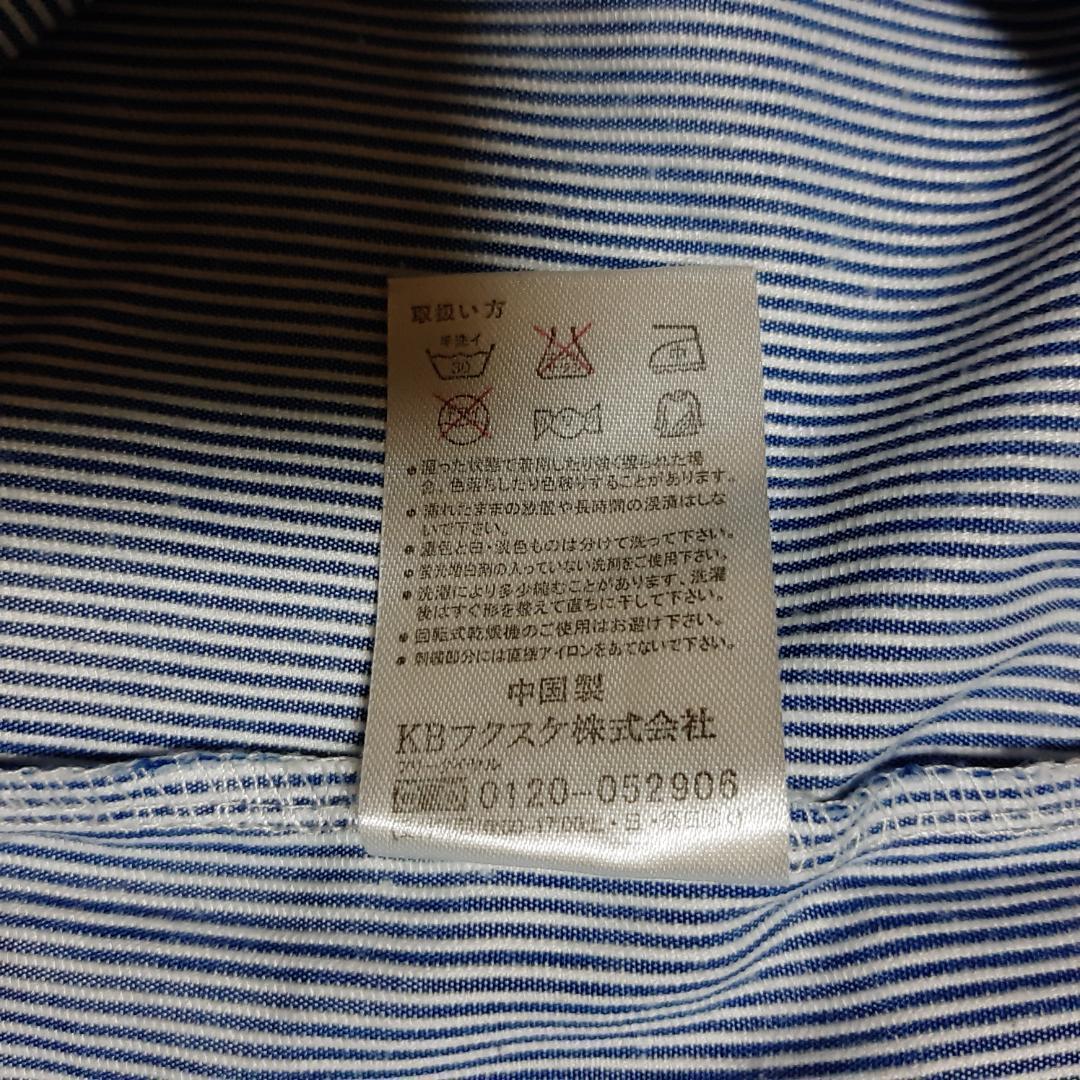 取扱い方
手洗イ
30
中
湿った状態で着用したり強く擦られた場
合、色落ちしたり色移りすることがあります。
濡れたままの放置や長時間の浸漬はしな
いで下さい。
濃色と白・淡色ものは分けて洗って下さい。
蛍光増白剤の入っていない洗剤をご使用下さい。
洗濯により多少縮むことがあります、洗濯
後はすぐ形を整えて直ちに干して下さい。
回転式乾燥機のご使用はお避け下さい。
刺繍部分には直接アイロンをあてないで下さい。
中国製
KBフクスケ株式会社
フリーダイヤル
0120-052906